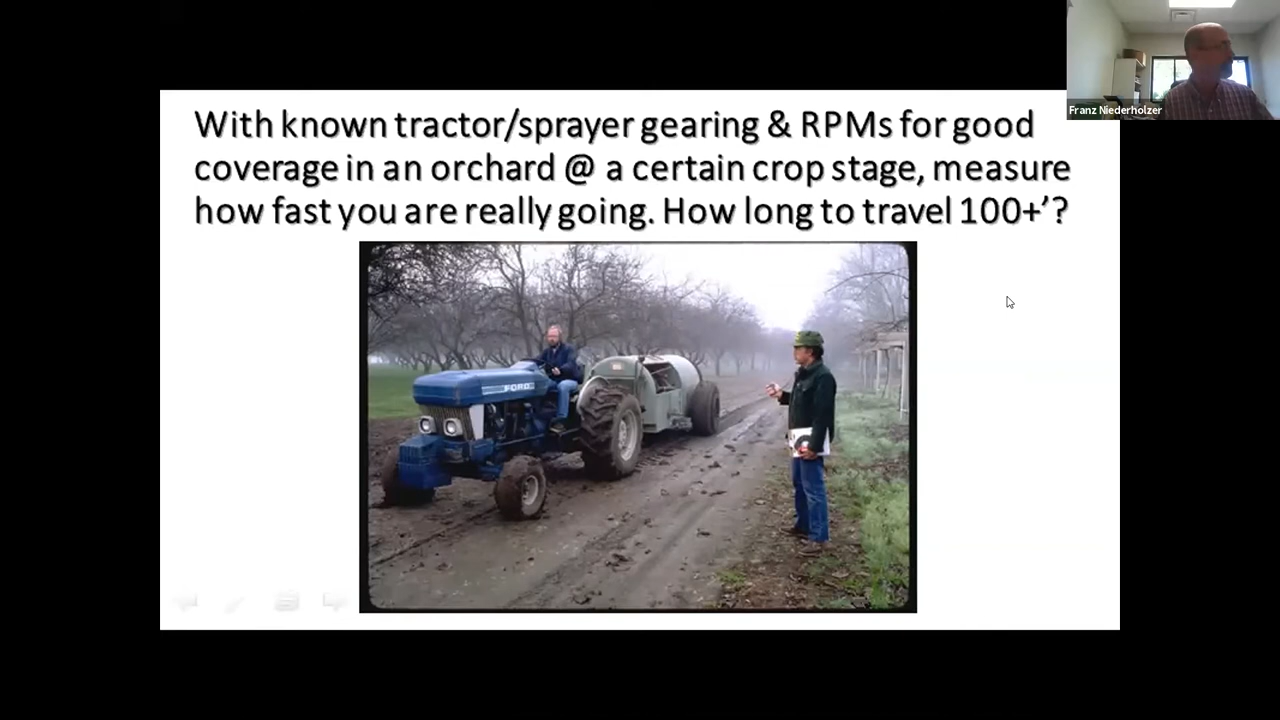 With known tractor/sprayer gearing & RPMs for good
coverage in an orchard @ a certain crop stage, measure
how fast you are really going. How long to travel 100+’?
Franz Niederholzer
FORD